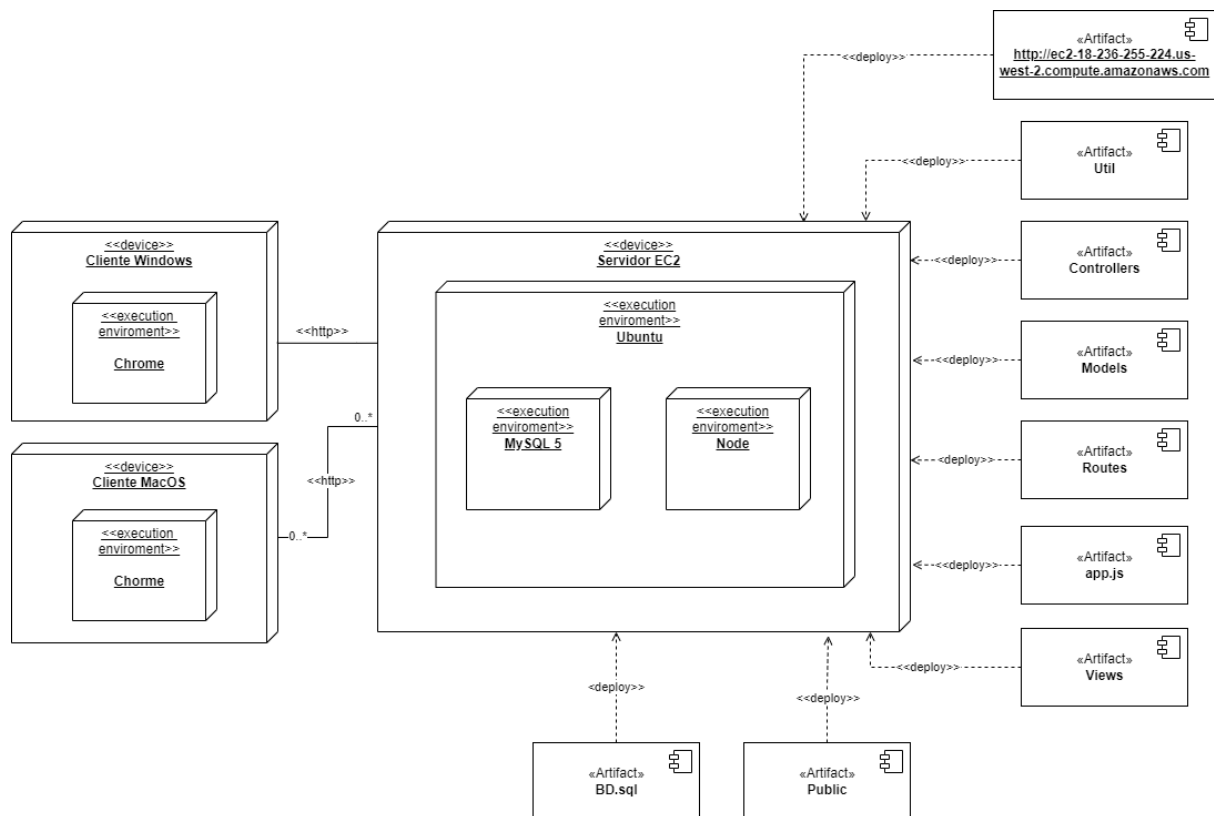 «Artifact»
http://ec2-18-236-255-224.us-
west-2.compute.amazonaws.com
<<deploy>>
«Artifact»
Util
<<deploy>>
<<device>>
Cliente Windows
<<execution
enviroment>>
Chrome
<<http>>
<<device>>
Servidor EC2
<<execution
enviroment>>
Ubuntu
<<execution
enviroment>>
MySQL 5
<<execution
enviroment>>
Node
<<deploy>>
«Artifact»
Controllers
<<deploy>>
«Artifact»
Models
0..*
<<http>>
0..*
<<device>>
Cliente MacOS
<<execution
enviroment>>
Chorme
<<deploy>>
«Artifact»
Routes
<<deploy>>
«Artifact»
app.js
<<deploy>>
«Artifact»
Views
<deploy>>
«Artifact»
BD.sql
<<deploy>>
«Artifact»
Public